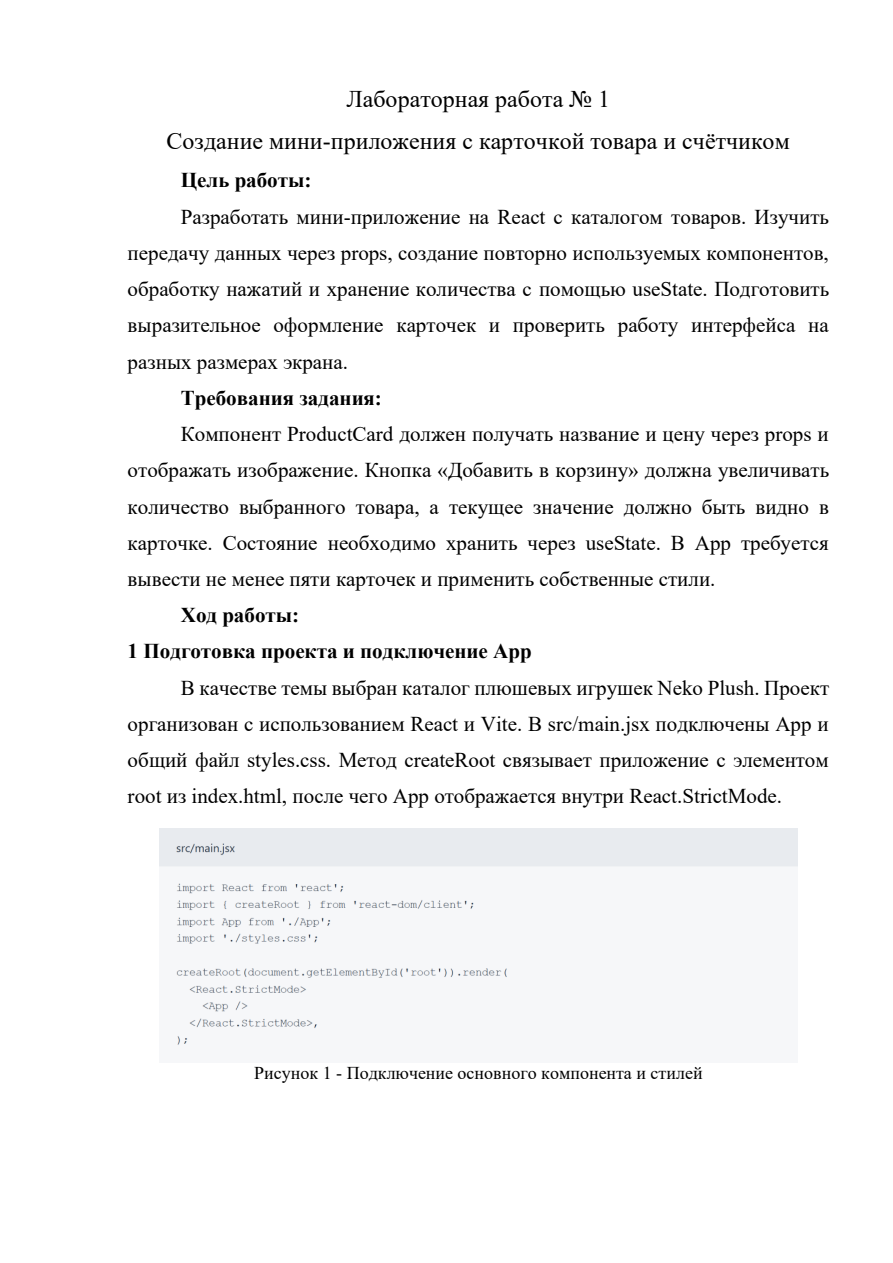 Лабораторная работа № 1
Создание мини-приложения с карточкой товара и счётчиком
Цель работы:
Разработать мини-приложение на React с каталогом товаров. Изучить
передачу данных через props, создание повторно используемых компонентов,
обработку нажатий и хранение количества с помощью useState. Подготовить
выразительное оформление карточек и проверить работу интерфейса на
разных размерах экрана.
Требования задания:
Компонент ProductCard должен получать название и цену через props и
отображать изображение. Кнопка «Добавить в корзину» должна увеличивать
количество выбранного товара, а текущее значение должно быть видно в
карточке. Состояние необходимо хранить через useState. В App требуется
вывести не менее пяти карточек и применить собственные стили.
Ход работы:
1 Подготовка проекта и подключение App
В качестве темы выбран каталог плюшевых игрушек Neko Plush. Проект
организован с использованием React и Vite. В src/main.jsx подключены App и
общий файл styles.css. Метод createRoot связывает приложение с элементом
root из index.html, после чего App отображается внутри React.StrictMode.
src/main.jsx
import React from 'react';
import { createRoot } from 'react-dom/client';
import App from './App';
import './styles.css';
createRoot(document.getElementById('root')).render(
<React.StrictMode>
<App />
</React.StrictMode>,
);
Рисунок 1 - Подключение основного компонента и стилей